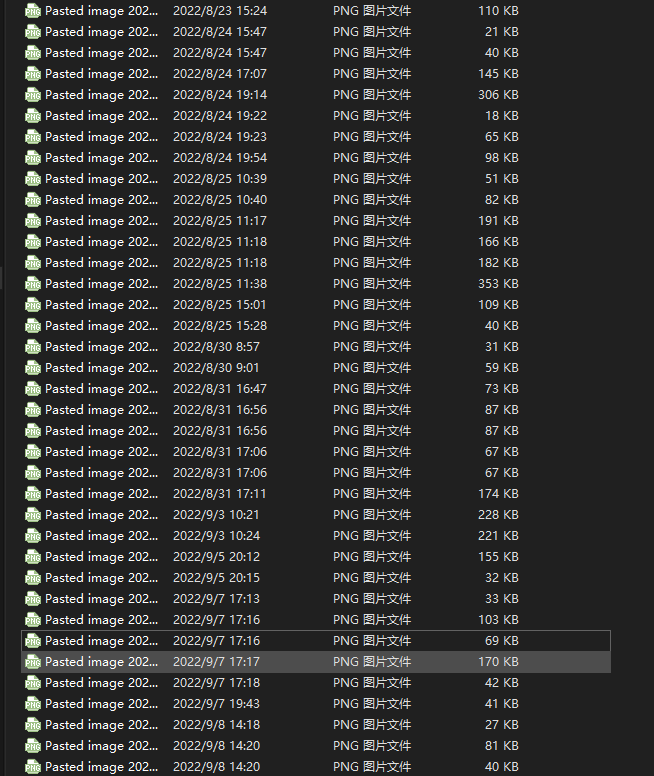 Pasted image 202... 2022/8/23 15:24 PNG 图片文件 110 KB
Pasted image 202... 2022/8/24 15:47 PNG 图片文件 21 KB
Pasted image 202... 2022/8/24 15:47 PNG 图片文件 40 KB
Pasted image 202... 2022/8/24 17:07 PNG 图片文件 145 KB
Pasted image 202... 2022/8/24 19:14 PNG 图片文件 306 KB
Pasted image 202... 2022/8/24 19:22 PNG 图片文件 18 KB
Pasted image 202... 2022/8/24 19:23 PNG 图片文件 65 KB
Pasted image 202... 2022/8/24 19:54 PNG 图片文件 98 KB
Pasted image 202... 2022/8/25 10:39 PNG 图片文件 51 KB
Pasted image 202... 2022/8/25 10:40 PNG 图片文件 82 KB
Pasted image 202... 2022/8/25 11:17 PNG 图片文件 191 KB
Pasted image 202... 2022/8/25 11:18 PNG 图片文件 166 KB
Pasted image 202... 2022/8/25 11:18 PNG 图片文件 182 KB
Pasted image 202... 2022/8/25 11:38 PNG 图片文件 353 KB
Pasted image 202... 2022/8/25 15:01 PNG 图片文件 109 KB
Pasted image 202... 2022/8/25 15:28 PNG 图片文件 40 KB
Pasted image 202... 2022/8/30 8:57 PNG 图片文件 31 KB
Pasted image 202... 2022/8/30 9:01 PNG 图片文件 59 KB
Pasted image 202... 2022/8/31 16:47 PNG 图片文件 73 KB
Pasted image 202... 2022/8/31 16:56 PNG 图片文件 87 KB
Pasted image 202... 2022/8/31 16:56 PNG 图片文件 87 KB
Pasted image 202... 2022/8/31 17:06 PNG 图片文件 67 KB
Pasted image 202... 2022/8/31 17:06 PNG 图片文件 67 KB
Pasted image 202... 2022/8/31 17:11 PNG 图片文件 174 KB
Pasted image 202... 2022/9/3 10:21 PNG 图片文件 228 KB
Pasted image 202... 2022/9/3 10:24 PNG 图片文件 221 KB
Pasted image 202... 2022/9/5 20:12 PNG 图片文件 155 KB
Pasted image 202... 2022/9/5 20:15 PNG 图片文件 32 KB
Pasted image 202... 2022/9/7 17:13 PNG 图片文件 33 KB
Pasted image 202... 2022/9/7 17:16 PNG 图片文件 103 KB
Pasted image 202... 2022/9/7 17:16 PNG 图片文件 69 KB
Pasted image 202... 2022/9/7 17:17 PNG 图片文件 170 KB
Pasted image 202... 2022/9/7 17:18 PNG 图片文件 42 KB
Pasted image 202... 2022/9/7 19:43 PNG 图片文件 41 KB
Pasted image 202... 2022/9/8 14:18 PNG 图片文件 27 KB
Pasted image 202... 2022/9/8 14:20 PNG 图片文件 81 KB
Pasted image 202... 2022/9/8 14:20 PNG 图片文件 40 KB